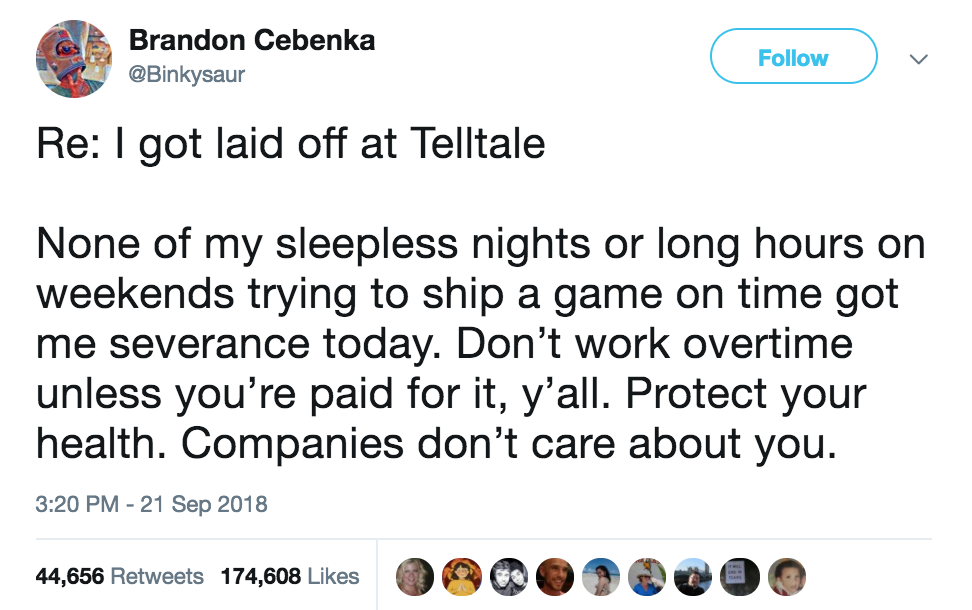 Brandon Cebenka
@Binkysaur
Follow
Re: I got laid off at Telltale
None of my sleepless nights or long hours on
weekends trying to ship a game on time got
me severance today. Don’t work overtime
unless you’re paid for it, y’all. Protect your
health. Companies don’t care about you.
3:20 PM - 21 Sep 2018
44,656 Retweets 174,608 Likes